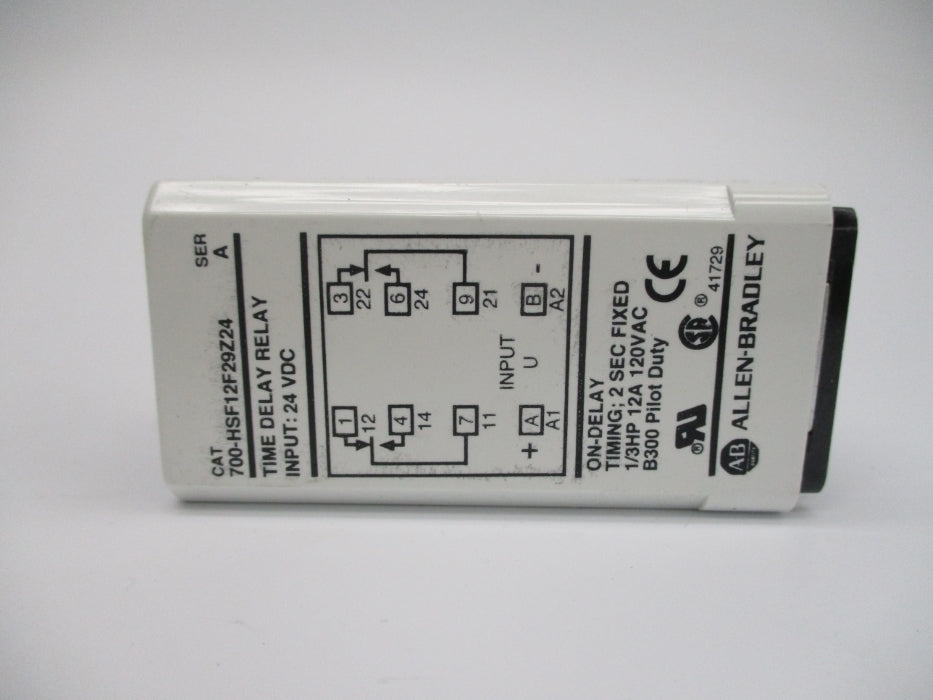 CAT SER
700-HSF12F29Z24 A
TIME DELAY RELAY
INPUT: 24 VDC
1 3
12 22
4 6
14 24
7 9
11 21
INPUT
U
+ A B -
A1 A2
ON-DELAY
TIMING; 2 SEC FIXED
1/3HP 12A 120VAC
B300 Pilot Duty
CE
® RU SA ® 41729
AB ALLEN-BRADLEY